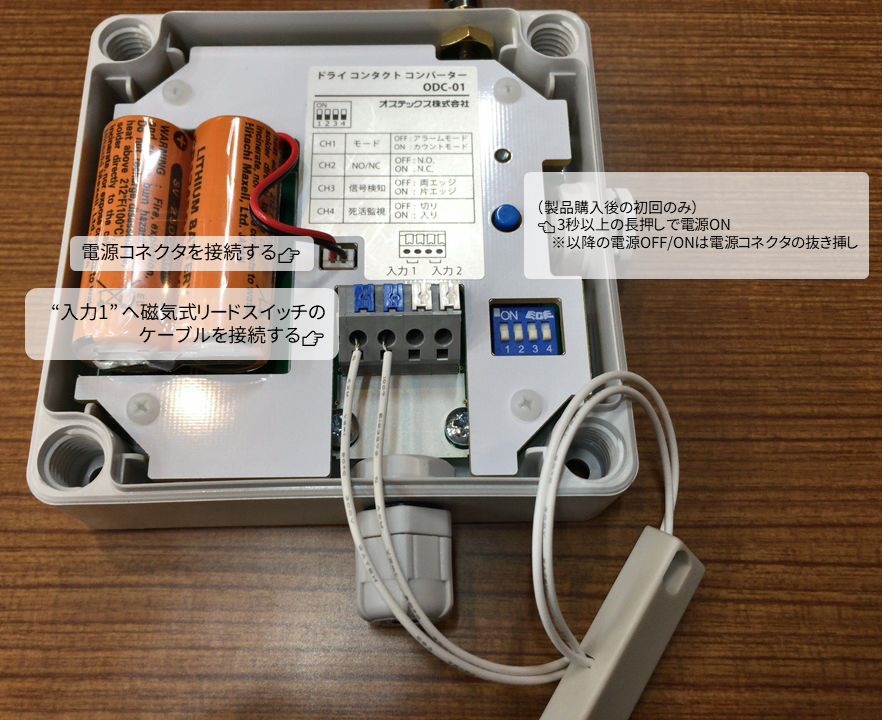 ドライ コンタクト コンバーター
ODC-01
オステックス株式会社
ON
1 2 3 4
CH1 モード OFF : アラームモード
ON : カウントモード
CH2 NO/NC OFF : N.O.
ON : N.C.
CH3 信号検知 OFF : 両エッジ
ON : 片エッジ
CH4 死活監視 OFF : 切り
ON : 入り
入力 1 入力 2
(製品購入後の初回のみ)
3秒以上の長押しで電源ON
※以降の電源OFF/ONは電源コネクタの抜き挿し
電源コネクタを接続する
“入力1” へ磁気式リードスイッチの
ケーブルを接続する
ON ECE
1 2 3 4
WARNING : Fire,
heat above 212°F(100°C
solder directly to
LITHIUM
Hitachi Maxell, Ltd.